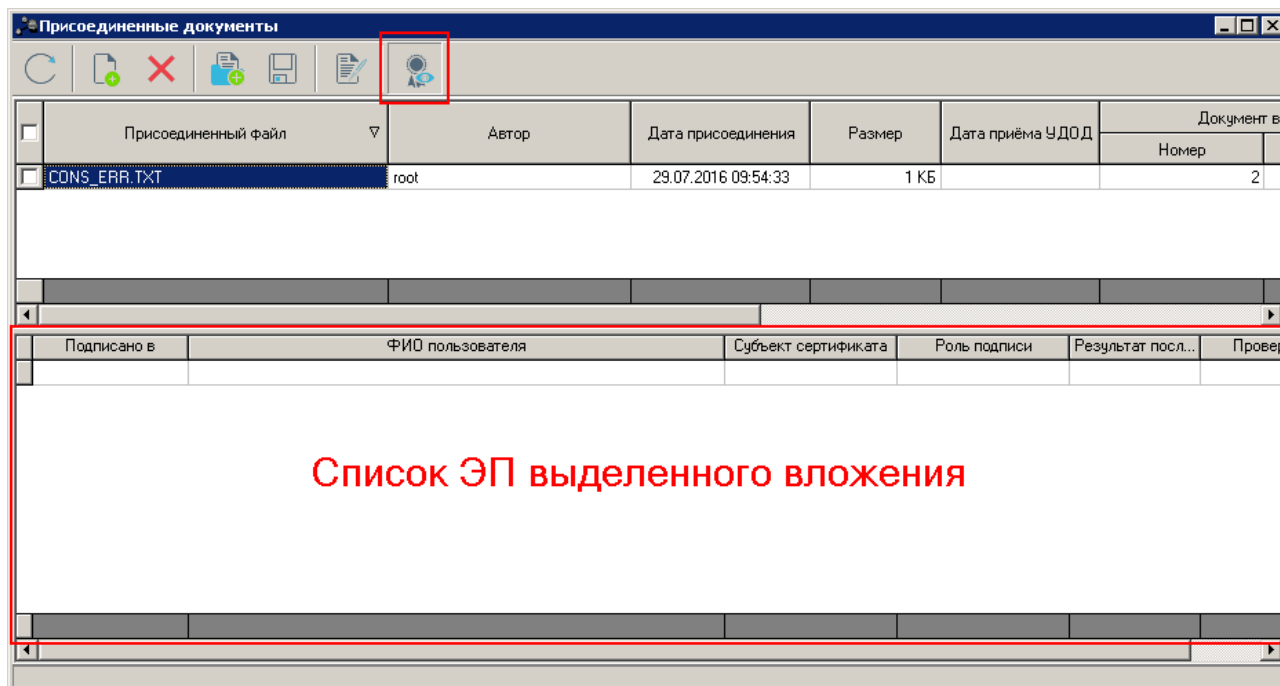 Присоединенные документы
Присоединенный файл Автор Дата присоединения Размер Дата приёма УДОД Документ в
Номер
CONS_ERR.TXT root 29.07.2016 09:54:33 1 КБ 2
Подписано в ФИО пользователя Субъект сертификата Роль подписи Результат посл... Провер
Список ЭП выделенного вложения